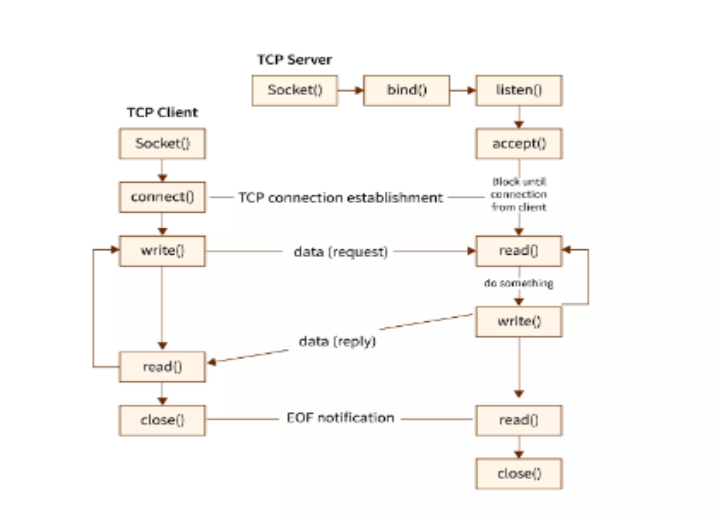 TCP Server
Socket()
bind()
listen()
TCP Client
Socket()
accept()
Block until
connection
from client
connect()
TCP connection establishment
write()
data (request)
read()
do something
write()
data (reply)
read()
close()
EOF notification
read()
close()